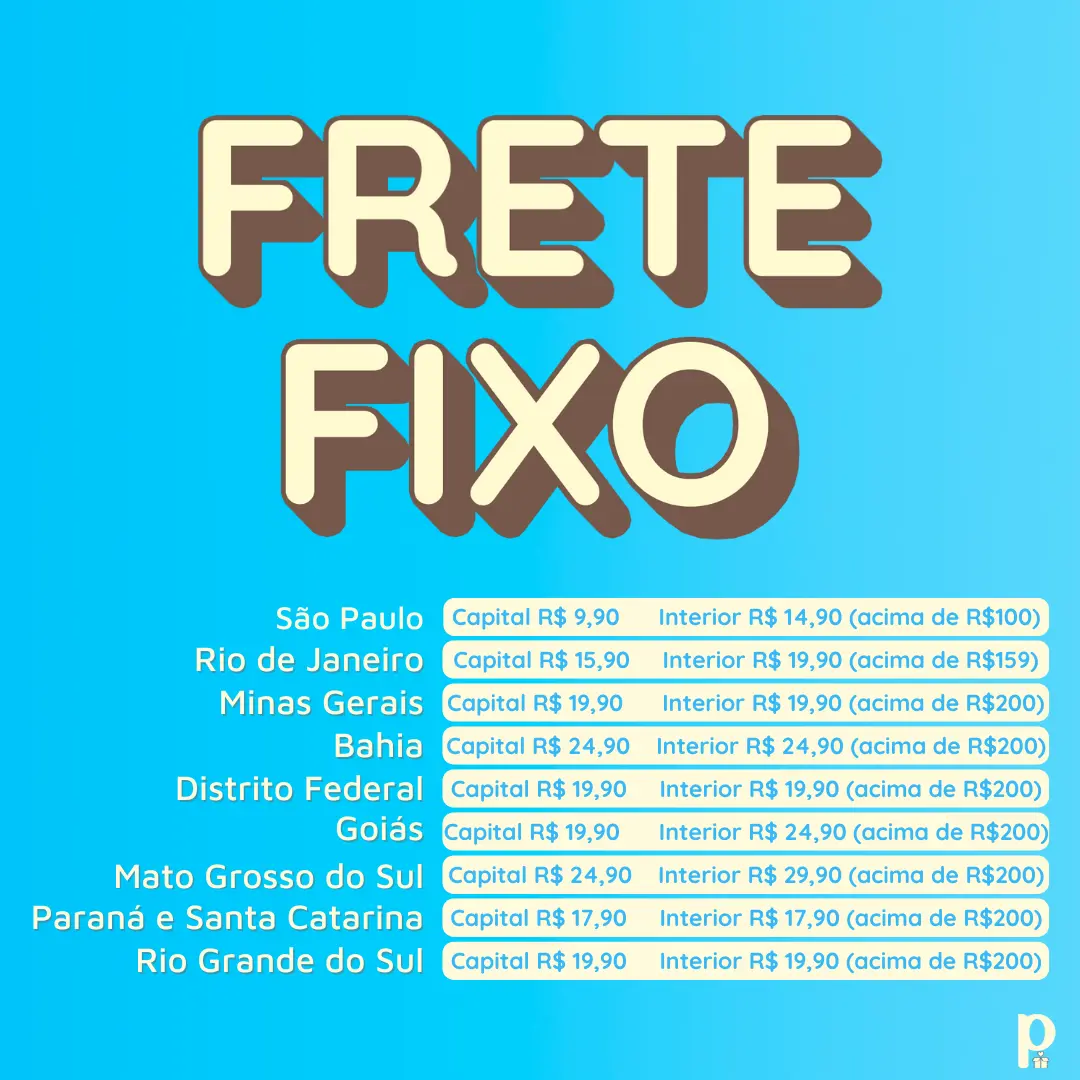 FRETE
FIXO
São Paulo Capital R$ 9,90 Interior R$ 14,90 (acima de R$100)
Rio de Janeiro Capital R$ 15,90 Interior R$ 19,90 (acima de R$159)
Minas Gerais Capital R$ 19,90 Interior R$ 19,90 (acima de R$200)
Bahia Capital R$ 24,90 Interior R$ 24,90 (acima de R$200)
Distrito Federal Capital R$ 19,90 Interior R$ 19,90 (acima de R$200)
Goiás Capital R$ 19,90 Interior R$ 24,90 (acima de R$200)
Mato Grosso do Sul Capital R$ 24,90 Interior R$ 29,90 (acima de R$200)
Paraná e Santa Catarina Capital R$ 17,90 Interior R$ 17,90 (acima de R$200)
Rio Grande do Sul Capital R$ 19,90 Interior R$ 19,90 (acima de R$200)
p